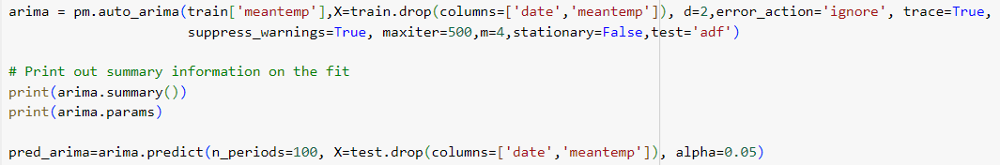 arima = pm.auto_arima(train['meantemp'],X=train.drop(columns=['date','meantemp']), d=2,error_action='ignore', trace=True,
suppress_warnings=True, maxiter=500,m=4,stationary=False,test='adf')
# Print out summary information on the fit
print(arima.summary())
print(arima.params)
pred_arima=arima.predict(n_periods=100, X=test.drop(columns=['date','meantemp']), alpha=0.05)